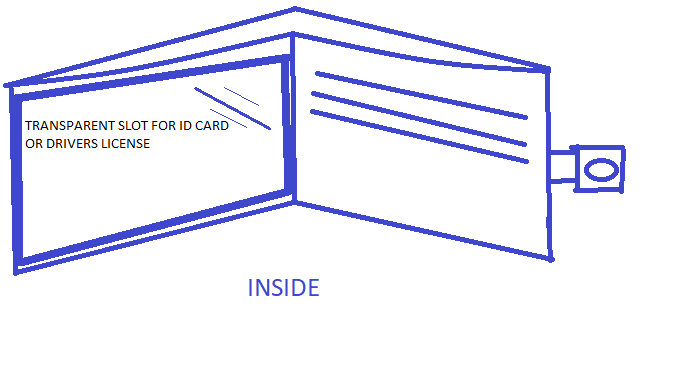 TRANSPARENT SLOT FOR ID CARD
OR DRIVERS LICENSE
INSIDE